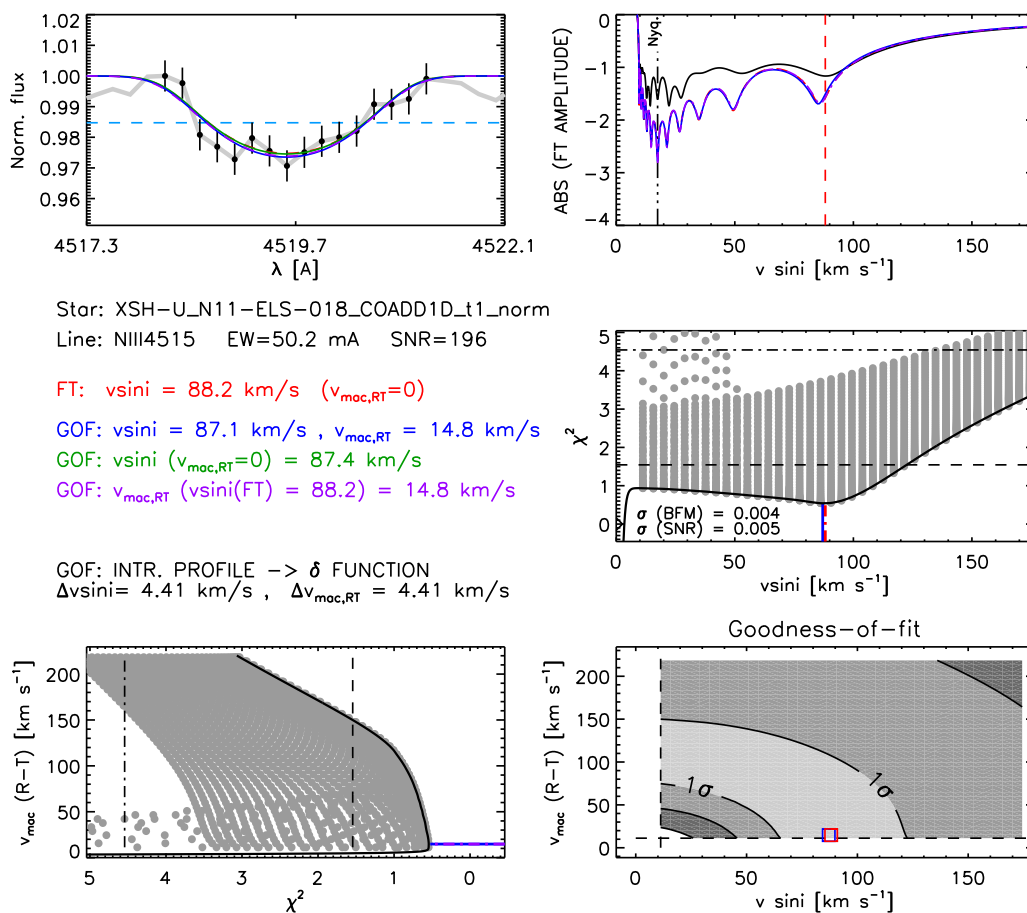 1.02
1.01
1.00
0.99
0.98
0.97
0.96
Norm. flux
4517.3
4519.7
4522.1
λ [A]
0
-1
-2
-3
-4
ABS (FT AMPLITUDE)
Nyq.
0
50
100
150
v sini [km s⁻¹]
Star: XSH-U_N11-ELS-018_COADD1D_t1_norm
Line: NIII4515 EW=50.2 mA SNR=196
FT: vsini = 88.2 km/s (vmac,RT=0)
GOF: vsini = 87.1 km/s , vmac,RT = 14.8 km/s
GOF: vsini (vmac,RT=0) = 87.4 km/s
GOF: vmac,RT (vsini(FT) = 88.2) = 14.8 km/s
GOF: INTR. PROFILE -> δ FUNCTION
Δvsini= 4.41 km/s , Δvmac,RT = 4.41 km/s
5
4
3
2
1
0
χ²
σ (BFM) = 0.004
σ (SNR) = 0.005
0
50
100
150
vsini [km s⁻¹]
200
150
100
50
0
vmac (R-T) [km s⁻¹]
5
4
3
2
1
0
χ²
Goodness-of-fit
200
150
100
50
0
vmac (R-T) [km s⁻¹]
1σ
1σ
0
50
100
150
v sini [km s⁻¹]